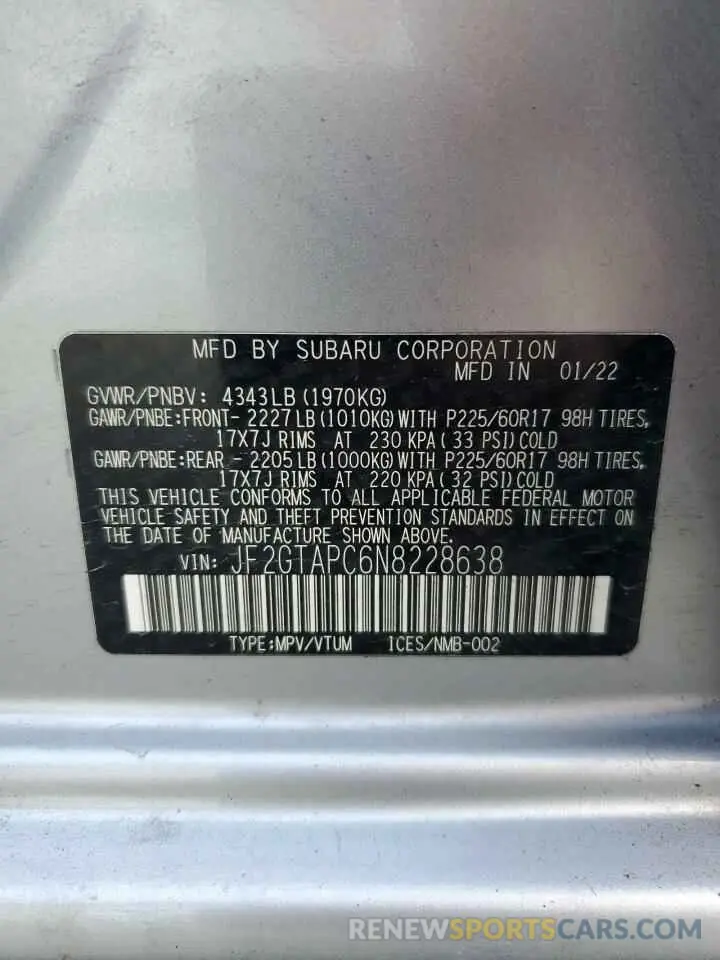 MFD BY SUBARU CORPORATION
MFD IN 01/22
GVWR/PNBV: 4343LB (1970KG)
GAWR/PNBE:FRONT- 2227LB (1010KG) WITH P225/60R17 98H TIRES,
17X7J RIMS AT 230 KPA ( 33 PSI) COLD
GAWR/PNBE:REAR - 2205LB (1000KG) WITH P225/60R17 98H TIRES,
17X7J RIMS AT 220 KPA ( 32 PSI) COLD
THIS VEHICLE CONFORMS TO ALL APPLICABLE FEDERAL MOTOR
VEHICLE SAFETY AND THEFT PREVENTION STANDARDS IN EFFECT ON
THE DATE OF MANUFACTURE SHOWN ABOVE.
VIN: JF2GTAPC6N8228638
TYPE:MPV/VTUM ICES/NMB-002
RENEWSPORTSCARS.COM